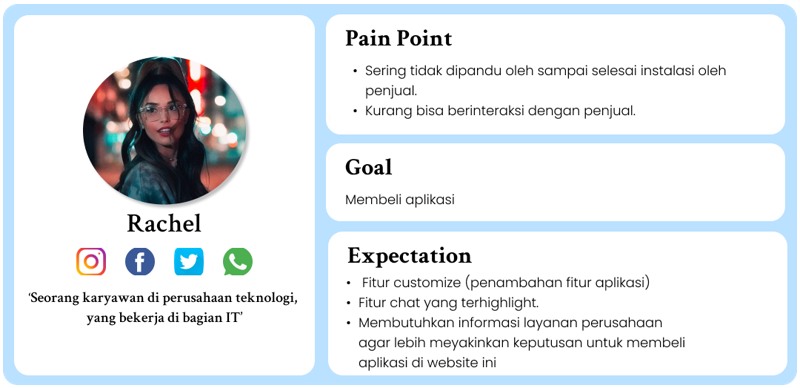 Rachel
‘Seorang karyawan di perusahaan teknologi,
yang bekerja di bagian IT’
Pain Point
• Sering tidak dipandu oleh sampai selesai instalasi oleh
penjual.
• Kurang bisa berinteraksi dengan penjual.
Goal
Membeli aplikasi
Expectation
• Fitur customize (penambahan fitur aplikasi)
• Fitur chat yang terhighlight.
• Membutuhkan informasi layanan perusahaan
agar lebih meyakinkan keputusan untuk membeli
aplikasi di website ini